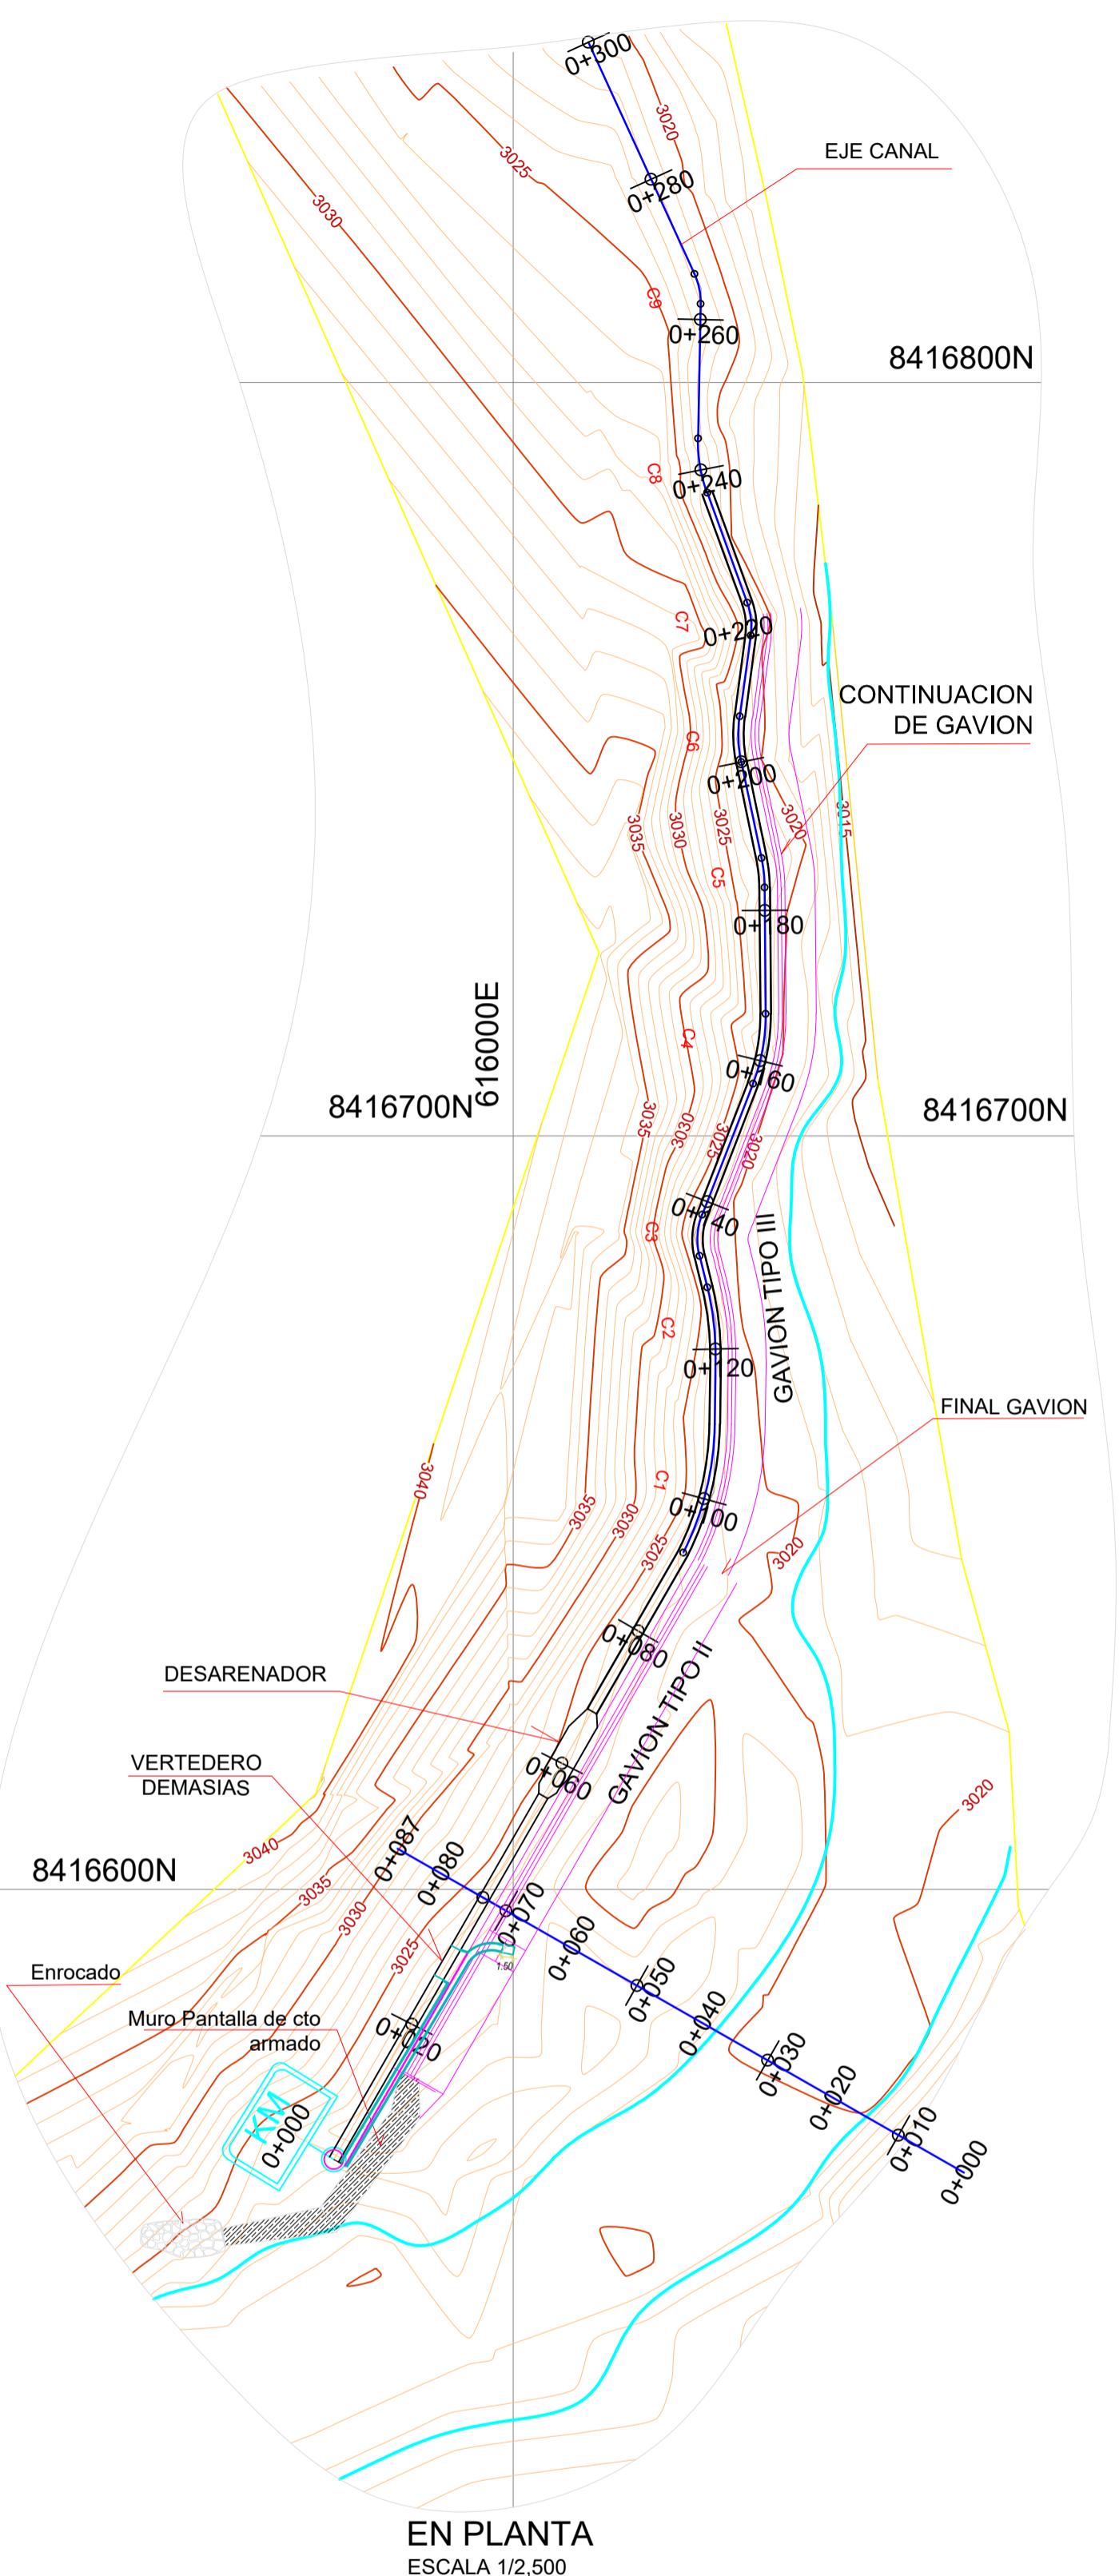 0+300
3020
EJE CANAL
3025
0+280
3030
C9
0+260
8416800N
C8
0+240
C7
0+220
CONTINUACION
DE GAVION
C6
0+200
3035
3030
3025
3020
3015
C5
0+180
616000E
C4
0+160
8416700N
8416700N
3035
3030
3025
3020
0+140
C3
GAVION TIPO III
C2
0+120
FINAL GAVION
3040
C1
3035
3030
0+100
3025
3020
0+080
GAVION TIPO II
DESARENADOR
VERTEDERO
DEMASIAS
0+060
3020
3040
0+087
0+080
8416600N
3035
3030
0+070
3025
0+060
1:50
Enrocado
0+050
Muro Pantalla de cto
armado
0+020
0+040
0+030
KM
0+000
0+020
0+010
0+000
EN PLANTA
ESCALA 1/2,500